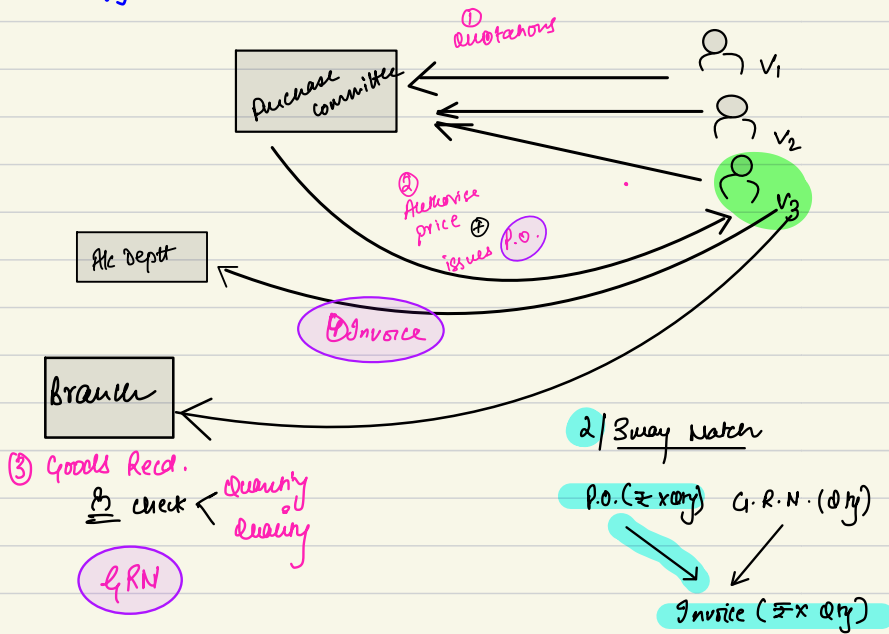 ① Quotations
Purchase
committee
V1
V2
V3
② Authorise
price &
issues P.O.
A/c Deptt
④ Invoice
Branch
③ Goods Recd.
check
Quantity
Quality
GRN
2/3 way Match
P.O. (₹ x Qty)
G.R.N. (Qty)
Invoice (₹ x Qty)